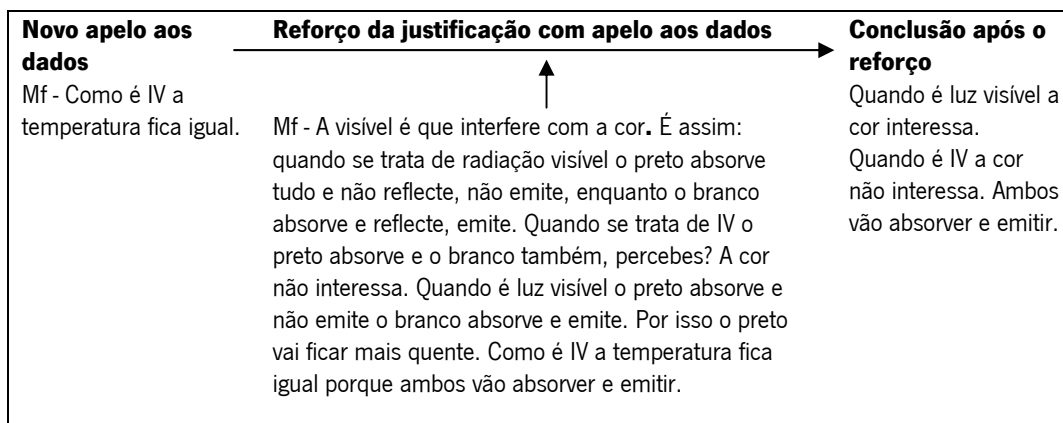 Novo apelo aos
dados
Mf - Como é IV a
temperatura fica igual.
Reforço da justificação com apelo aos dados
Mf - A visível é que interfere com a cor. É assim:
quando se trata de radiação visível o preto absorve
tudo e não reflecte, não emite, enquanto o branco
absorve e reflecte, emite. Quando se trata de IV o
preto absorve e o branco também, percebes? A cor
não interessa. Quando é luz visível o preto absorve e
não emite o branco absorve e emite. Por isso o preto
vai ficar mais quente. Como é IV a temperatura fica
igual porque ambos vão absorver e emitir.
Conclusão após o
reforço
Quando é luz visível a
cor interessa.
Quando é IV a cor
não interessa. Ambos
vão absorver e emitir.